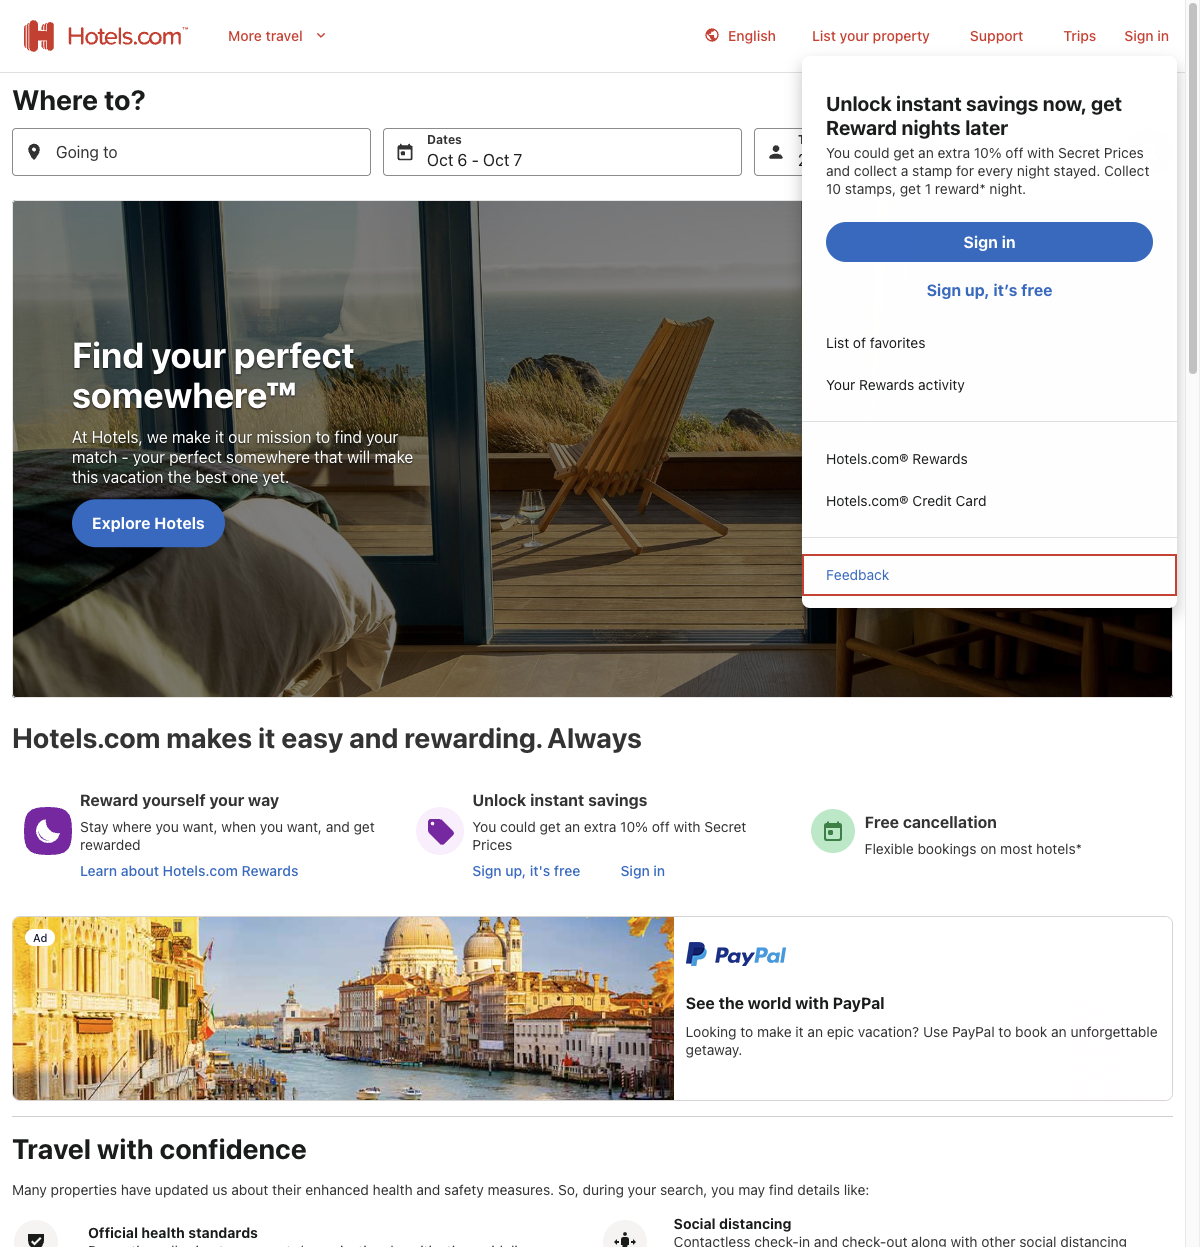 Hotels.com™
More travel
English
List your property
Support
Trips
Sign in
Where to?
Going to
Dates
Oct 6 - Oct 7
Unlock instant savings now, get
Reward nights later
You could get an extra 10% off with Secret Prices
and collect a stamp for every night stayed. Collect
10 stamps, get 1 reward* night.
Sign in
Sign up, it’s free
List of favorites
Your Rewards activity
Hotels.com® Rewards
Hotels.com® Credit Card
Feedback
Find your perfect
somewhere™
At Hotels, we make it our mission to find your
match - your perfect somewhere that will make
this vacation the best one yet.
Explore Hotels
Hotels.com makes it easy and rewarding. Always
Reward yourself your way
Stay where you want, when you want, and get
rewarded
Learn about Hotels.com Rewards
Unlock instant savings
You could get an extra 10% off with Secret
Prices
Sign up, it's free
Sign in
Free cancellation
Flexible bookings on most hotels*
Ad
PayPal
See the world with PayPal
Looking to make it an epic vacation? Use PayPal to book an unforgettable
getaway.
Travel with confidence
Many properties have updated us about their enhanced health and safety measures. So, during your search, you may find details like:
Official health standards
Social distancing
Contactless check-in and check-out along with other social distancing